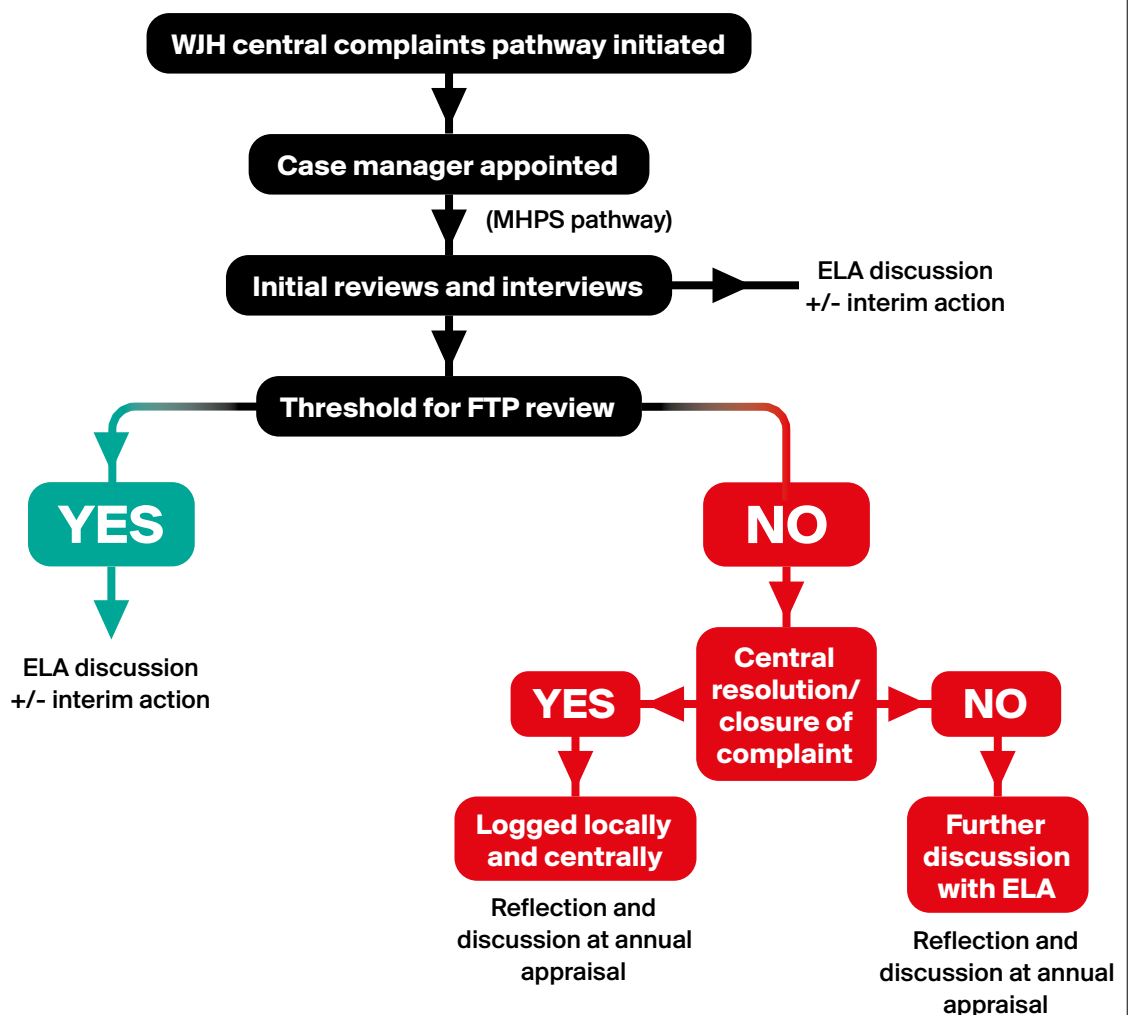 WJH central complaints pathway initiated
Case manager appointed
(MHPS pathway)
Initial reviews and interviews
ELA discussion
+/- interim action
Threshold for FTP review
YES
NO
ELA discussion
+/- interim action
Central
resolution/
closure of
complaint
YES
NO
Logged locally
and centrally
Reflection and
discussion at annual
appraisal
Further
discussion
with ELA
Reflection and
discussion at annual
appraisal